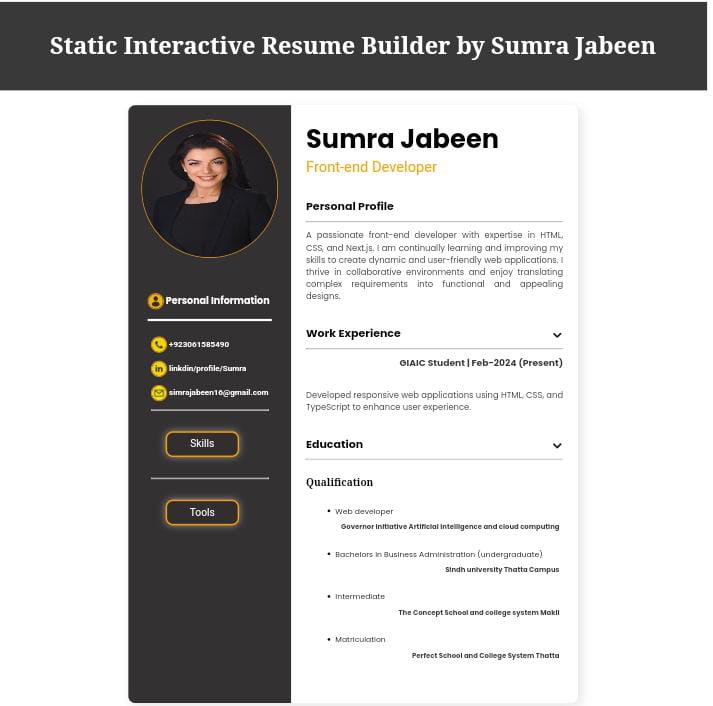 Static Interactive Resume Builder by Sumra Jabeen
Personal Information
+923061585490
linkdin/profile/Sumra
simrajabeen16@gmail.com
Skills
Tools
Sumra Jabeen
Front-end Developer
Personal Profile
A passionate front-end developer with expertise in HTML,
CSS, and Next.js. I am continually learning and improving my
skills to create dynamic and user-friendly web applications. I
thrive in collaborative environments and enjoy translating
complex requirements into functional and appealing
designs.
Work Experience
GIAIC Student | Feb-2024 (Present)
Developed responsive web applications using HTML, CSS, and
TypeScript to enhance user experience.
Education
Qualification
• Web developer
Governor Initiative Artificial Intelligence and cloud computing
• Bachelors in Business Administration (undergraduate)
Sindh university Thatta Campus
• Intermediate
The Concept School and college system Makli
• Matriculation
Perfect School and College System Thatta